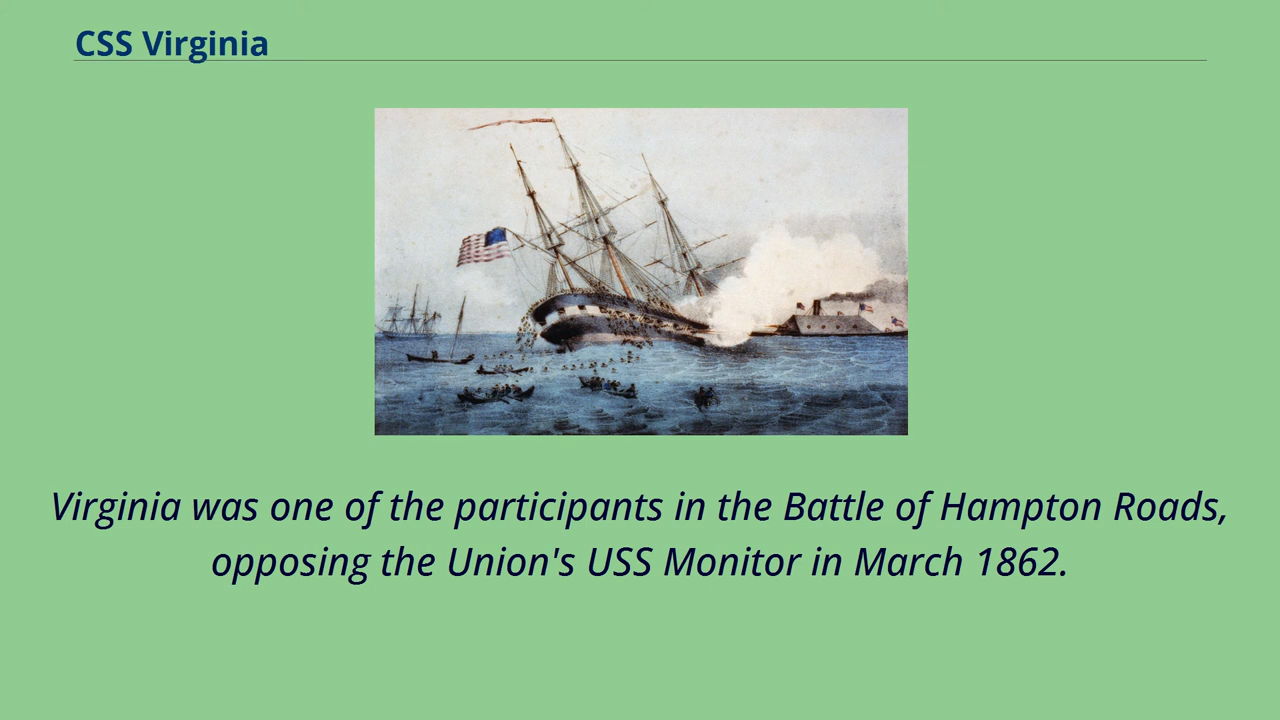 CSS Virginia
Virginia was one of the participants in the Battle of Hampton Roads,
opposing the Union's USS Monitor in March 1862.